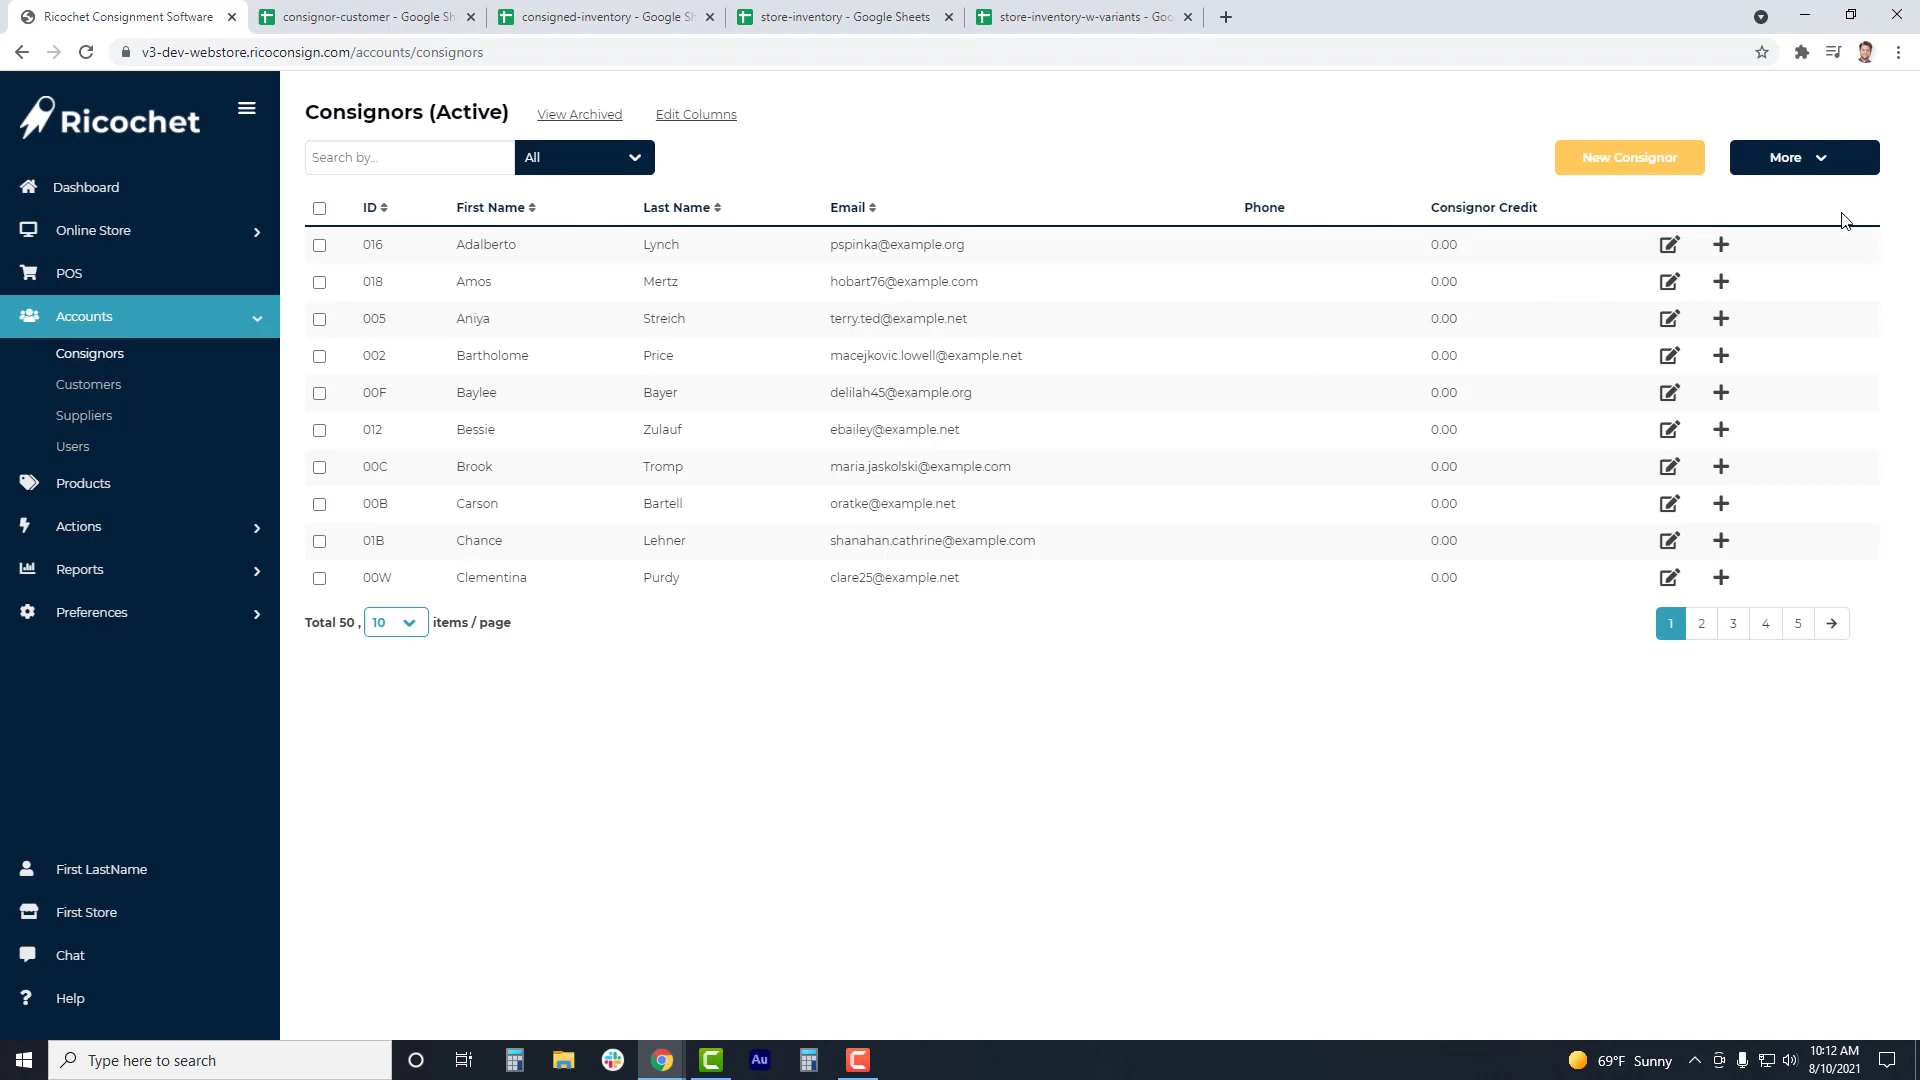 Ricochet Consignment Software
consignor-customer - Google Sh
consigned-inventory - Google Sh
store-inventory - Google Sheets
store-inventory-w-variants - Goo
v3-dev-webstore.ricoconsign.com/accounts/consignors
Ricochet
Dashboard
Online Store
POS
Accounts
Consignors
Customers
Suppliers
Users
Products
Actions
Reports
Preferences
First LastName
First Store
Chat
Help
Consignors (Active) View Archived Edit Columns
Search by... All New Consignor More
ID First Name Last Name Email Phone Consignor Credit
016 Adalberto Lynch pspinka@example.org 0.00
018 Amos Mertz hobart76@example.com 0.00
005 Aniya Streich terry.ted@example.net 0.00
002 Bartholome Price macejkovic.lowell@example.net 0.00
00F Baylee Bayer delilah45@example.org 0.00
012 Bessie Zulauf ebailey@example.net 0.00
00C Brook Tromp maria.jaskolski@example.com 0.00
00B Carson Bartell oratke@example.net 0.00
01B Chance Lehner shanahan.cathrine@example.com 0.00
00W Clementina Purdy clare25@example.net 0.00
Total 50 , 10 items / page 1 2 3 4 5
Type here to search
Au
69°F Sunny
10:12 AM
8/10/2021